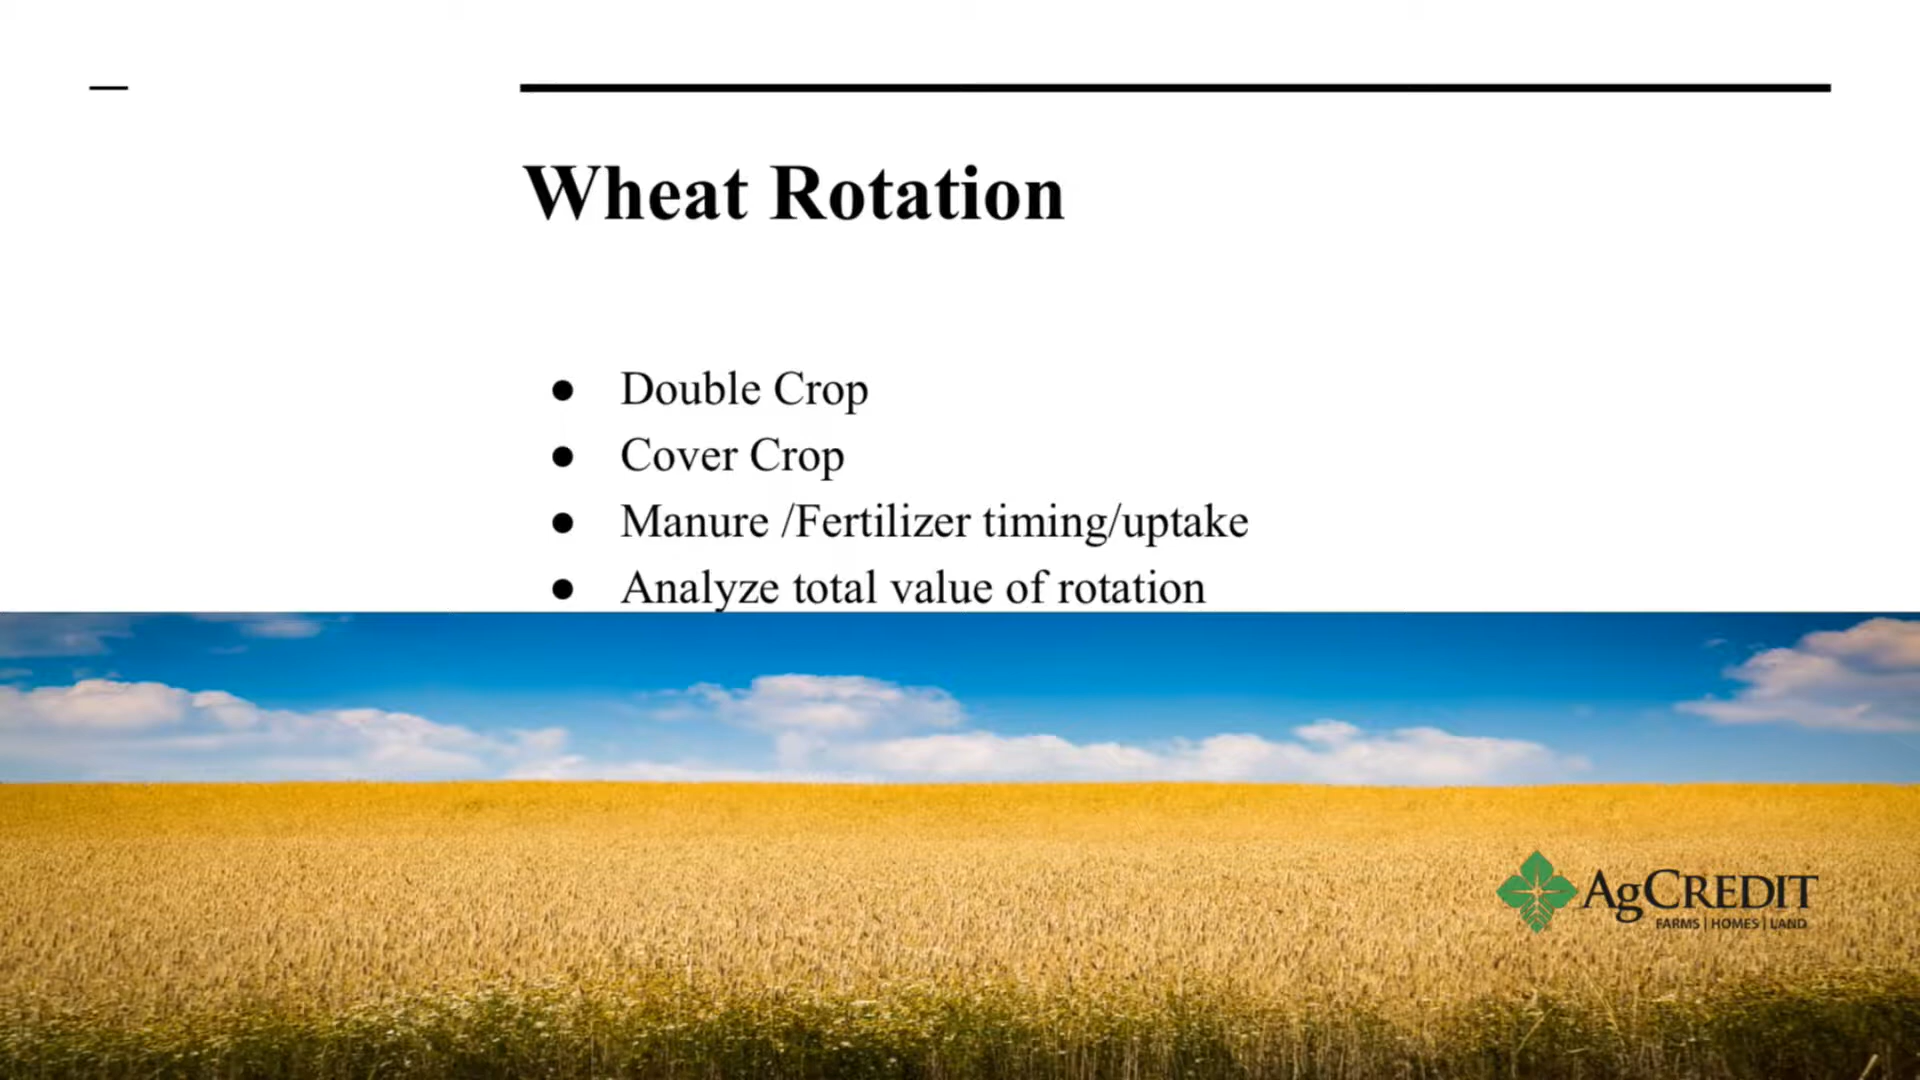 Wheat Rotation
● Double Crop
● Cover Crop
● Manure /Fertilizer timing/uptake
● Analyze total value of rotation
AgCREDIT
FARMS | HOMES | LAND